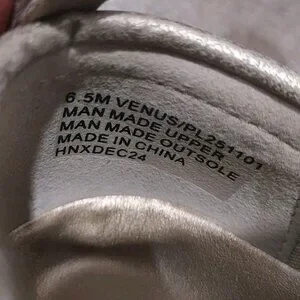 6.5M VENUS/PL251101
MAN MADE UPPER
MAN MADE OUTSOLE
MADE IN CHINA
HNXDEC24